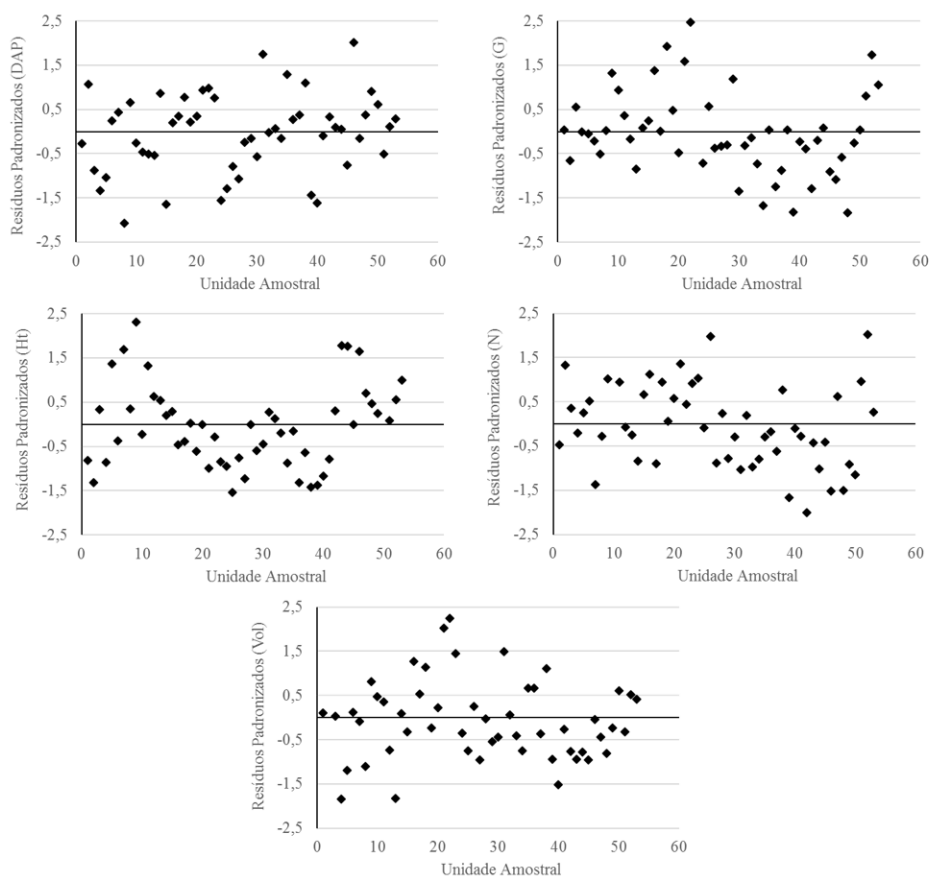 Resíduos Padronizados (DAP)
2,5
1,5
0,5
-0,5
-1,5
-2,5
0 10 20 30 40 50 60
Unidade Amostral
Resíduos Padronizados (G)
2,5
1,5
0,5
-0,5
-1,5
-2,5
0 10 20 30 40 50 60
Unidade Amostral
Resíduos Padronizados (Ht)
2,5
1,5
0,5
-0,5
-1,5
-2,5
0 10 20 30 40 50 60
Unidade Amostral
Resíduos Padronizados (N)
2,5
1,5
0,5
-0,5
-1,5
-2,5
0 10 20 30 40 50 60
Unidade Amostral
Resíduos Padronizados (Vol)
2,5
1,5
0,5
-0,5
-1,5
-2,5
0 10 20 30 40 50 60
Unidade Amostral